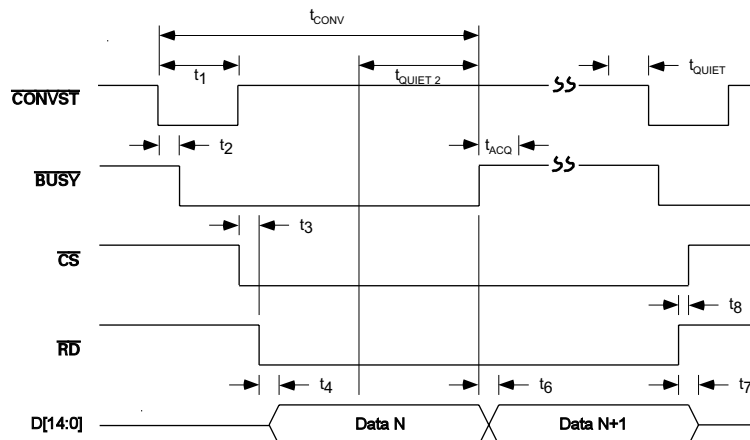 tCONV
t1
tQUIET 2
tQUIET
CONVST
t2
tACQ
BUSY
t3
CS
t8
RD
t4
t6
t7
D[14:0]
Data N
Data N+1